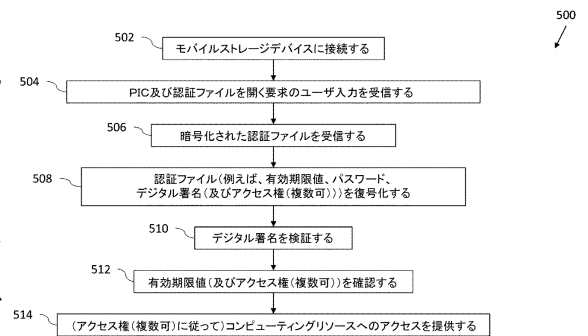 500
502
モバイルストレージデバイスに接続する
504
PIC及び認証ファイルを開く要求のユーザ入力を受信する
506
暗号化された認証ファイルを受信する
508
認証ファイル(例えば、有効期限値、パスワード、
デジタル署名(及びアクセス権(複数可)))を復号化する
510
デジタル署名を検証する
512
有効期限値(及びアクセス権(複数可))を確認する
514
(アクセス権(複数可)に従って)コンピューティングリソースへのアクセスを提供する